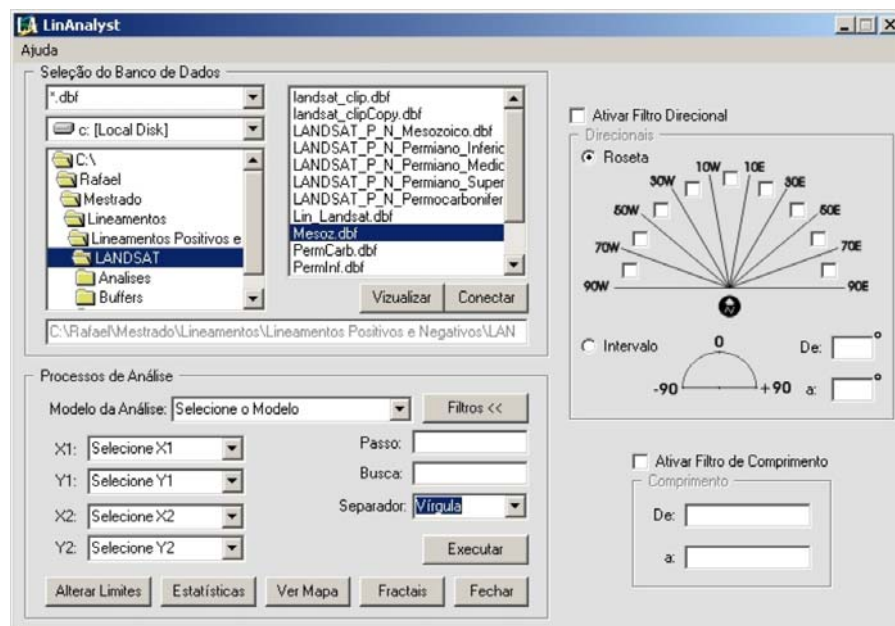 LinAnalyst
Ajuda
Seleção do Banco de Dados
*.dbf
c: [Local Disk]
C:\
Rafael
Mestrado
Lineamentos
Lineamentos Positivos e
LANDSAT
Analises
Buffers
landsat_clip.dbf
landsat_clipCopy.dbf
LANDSAT_P_N_Mesozoico.dbf
LANDSAT_P_N_Permiano_Inferic
LANDSAT_P_N_Permiano_Medic
LANDSAT_P_N_Permiano_Super
LANDSAT_P_N_Permocarbonifer
Lin_Landsat.dbf
Mesoz.dbf
PermCarb.dbf
PermInf.dbf
Vizualizar
Conectar
C:\Rafael\Mestrado\Lineamentos\Lineamentos Positivos e Negativos\LAN
Processos de Análise
Modelo da Análise: Selecione o Modelo
Filtros <<
X1: Selecione X1
Y1: Selecione Y1
X2: Selecione X2
Y2: Selecione Y2
Passo:
Busca:
Separador: Vírgula
Executar
Alterar Limites
Estatísticas
Ver Mapa
Fractais
Fechar
Ativar Filtro Direcional
Direcionais
Roseta
10W 10E
30W 30E
60W 60E
70W 70E
90W 90E
N
Intervalo
0
-90 +90
De: °
a: °
Ativar Filtro de Comprimento
Comprimento
De:
a: